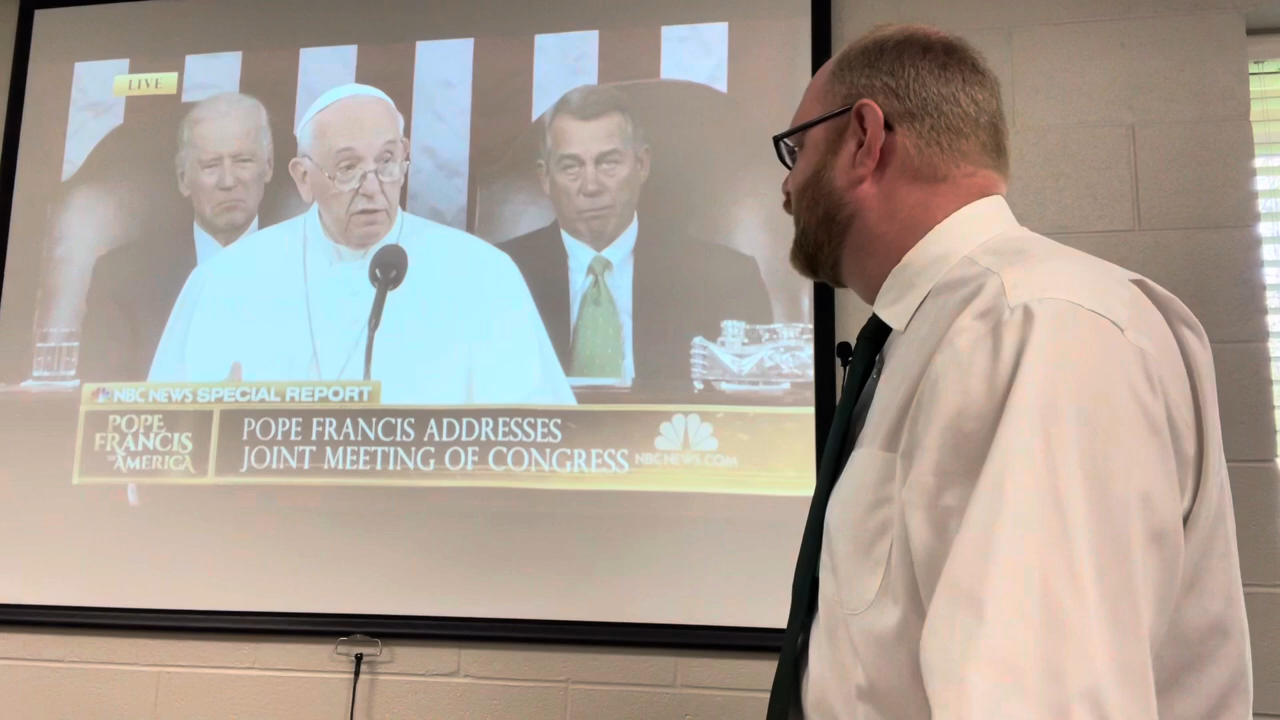 LIVE
NBC NEWS SPECIAL REPORT
POPE
FRANCIS
IN AMERICA
POPE FRANCIS ADDRESSES
JOINT MEETING OF CONGRESS
NBCNEWS.COM